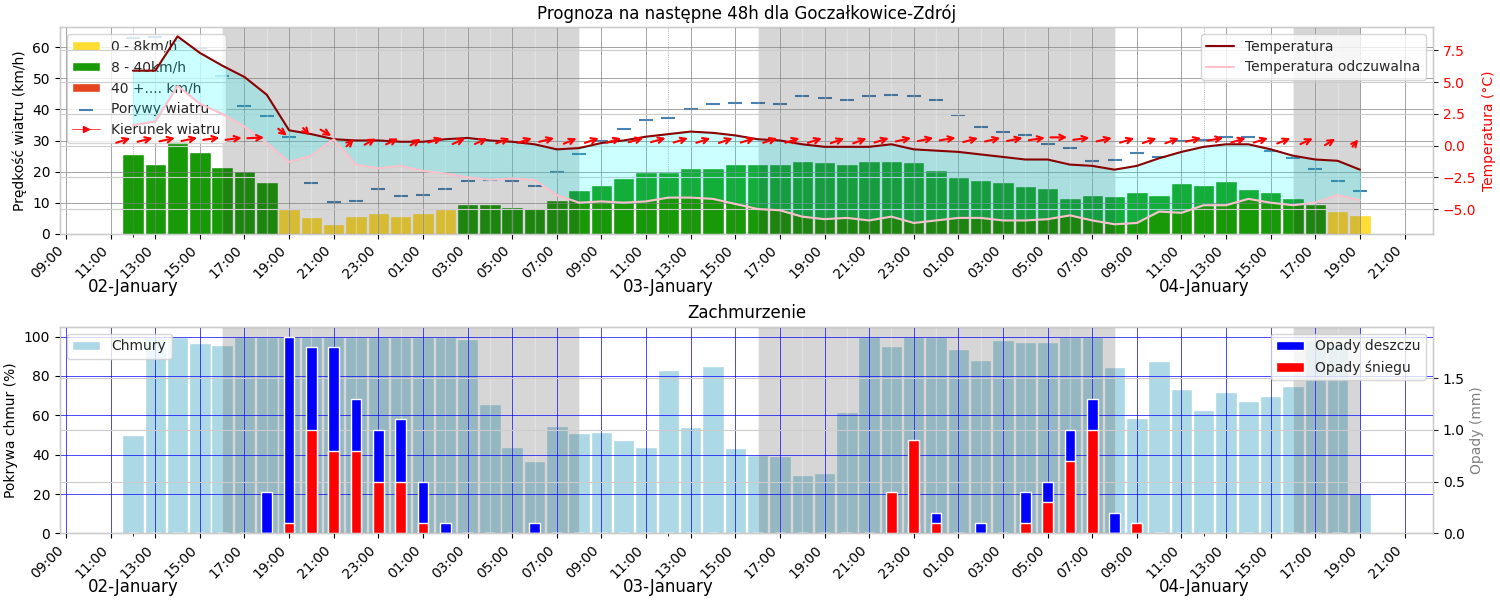 Prognoza na następne 48h dla Goczałkowice-Zdrój
Prędkość wiatru (km/h)
60
50
40
30
20
10
0
0 - 8km/h
8 - 40km/h
40 +.... km/h
Porywy wiatru
Kierunek wiatru
Temperatura
Temperatura odczuwalna
7.5
5.0
2.5
0.0
−2.5
−5.0
Temperatura (°C)
09:00 11:00 13:00 15:00 17:00 19:00 21:00 23:00 01:00 03:00 05:00 07:00 09:00 11:00 13:00 15:00 17:00 19:00 21:00 23:00 01:00 03:00 05:00 07:00 09:00 11:00 13:00 15:00 17:00 19:00 21:00
02-January 03-January 04-January
Zachmurzenie
Pokrywa chmur (%)
100
80
60
40
20
0
Chmury
Opady deszczu
Opady śniegu
1.5
1.0
0.5
0.0
Opady (mm)
09:00 11:00 13:00 15:00 17:00 19:00 21:00 23:00 01:00 03:00 05:00 07:00 09:00 11:00 13:00 15:00 17:00 19:00 21:00 23:00 01:00 03:00 05:00 07:00 09:00 11:00 13:00 15:00 17:00 19:00 21:00
02-January 03-January 04-January